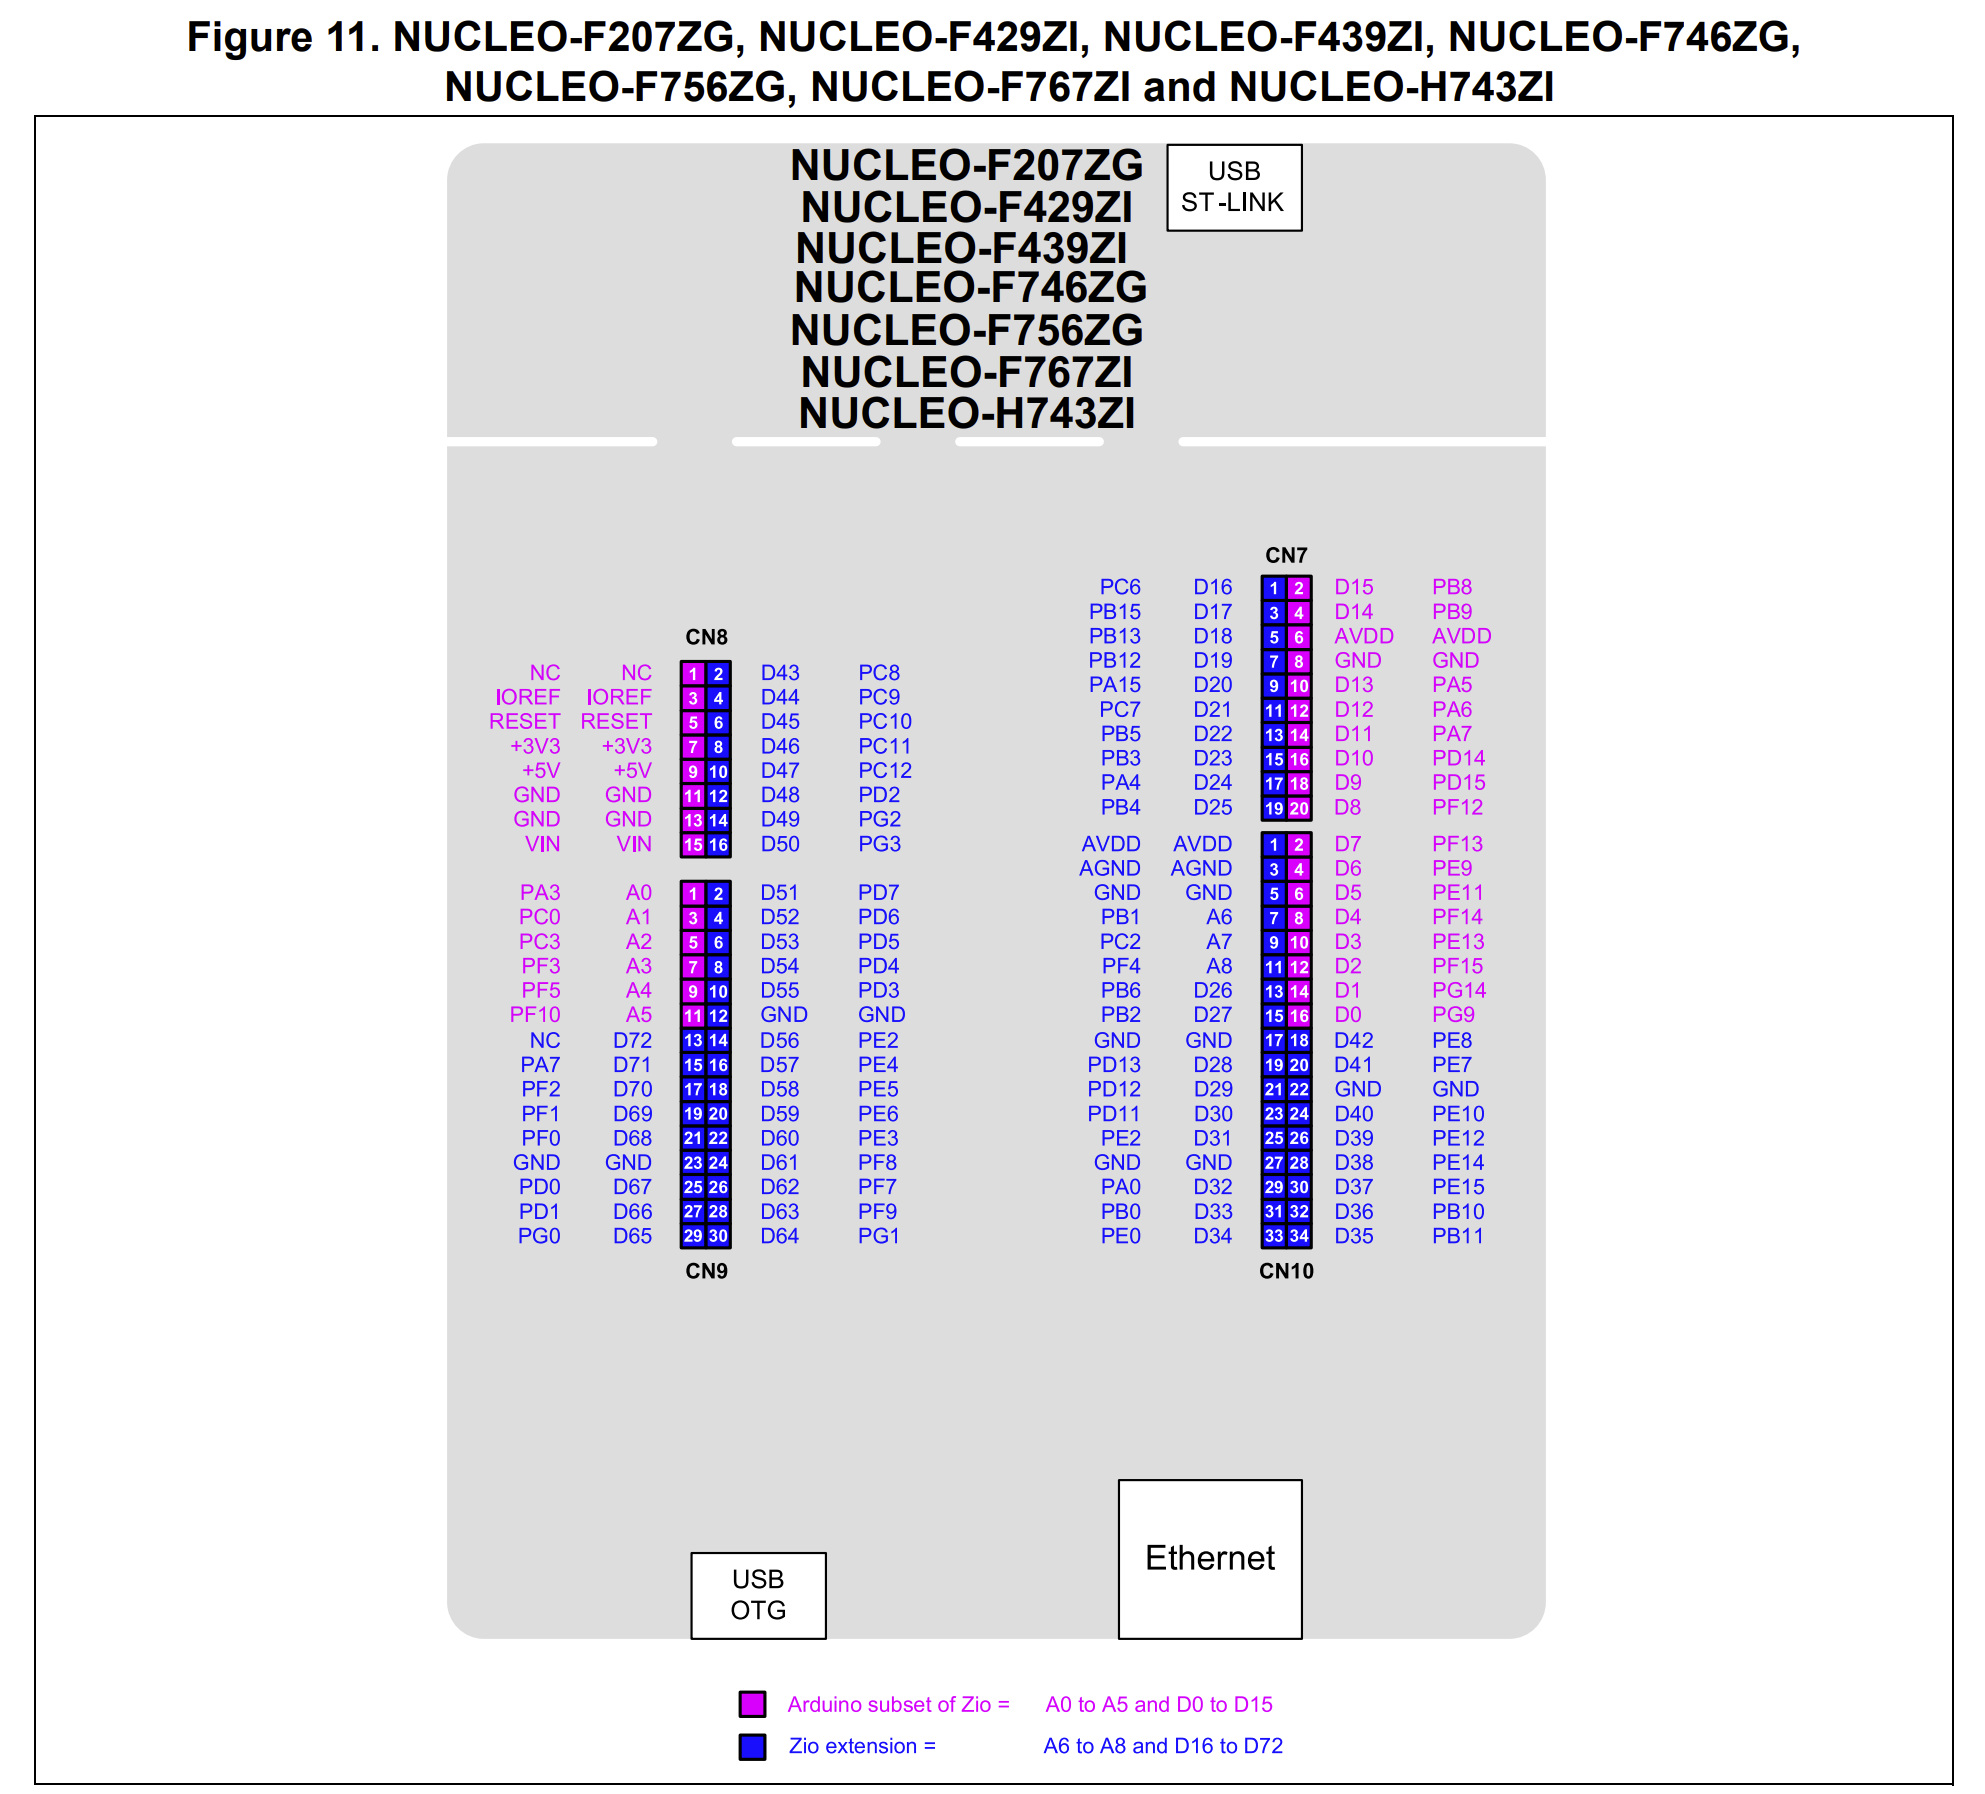 Figure 11. NUCLEO-F207ZG, NUCLEO-F429ZI, NUCLEO-F439ZI, NUCLEO-F746ZG,
NUCLEO-F756ZG, NUCLEO-F767ZI and NUCLEO-H743ZI
NUCLEO-F207ZG
NUCLEO-F429ZI
NUCLEO-F439ZI
NUCLEO-F746ZG
NUCLEO-F756ZG
NUCLEO-F767ZI
NUCLEO-H743ZI
USB
ST-LINK
CN8
NC NC 1 2 D43 PC8
IOREF IOREF 3 4 D44 PC9
RESET RESET 5 6 D45 PC10
+3V3 +3V3 7 8 D46 PC11
+5V +5V 9 10 D47 PC12
GND GND 11 12 D48 PD2
GND GND 13 14 D49 PG2
VIN VIN 15 16 D50 PG3
PA3 A0 1 2 D51 PD7
PC0 A1 3 4 D52 PD6
PC3 A2 5 6 D53 PD5
PF3 A3 7 8 D54 PD4
PF5 A4 9 10 D55 PD3
PF10 A5 11 12 GND GND
NC D72 13 14 D56 PE2
PA7 D71 15 16 D57 PE4
PF2 D70 17 18 D58 PE5
PF1 D69 19 20 D59 PE6
PF0 D68 21 22 D60 PE3
GND GND 23 24 D61 PF8
PD0 D67 25 26 D62 PF7
PD1 D66 27 28 D63 PF9
PG0 D65 29 30 D64 PG1
CN9
CN7
PC6 D16 1 2 D15 PB8
PB15 D17 3 4 D14 PB9
PB13 D18 5 6 AVDD AVDD
PB12 D19 7 8 GND GND
PA15 D20 9 10 D13 PA5
PC7 D21 11 12 D12 PA6
PB5 D22 13 14 D11 PA7
PB3 D23 15 16 D10 PD14
PA4 D24 17 18 D9 PD15
PB4 D25 19 20 D8 PF12
AVDD AVDD 1 2 D7 PF13
AGND AGND 3 4 D6 PE9
GND GND 5 6 D5 PE11
PB1 A6 7 8 D4 PF14
PC2 A7 9 10 D3 PE13
PF4 A8 11 12 D2 PF15
PB6 D26 13 14 D1 PG14
PB2 D27 15 16 D0 PG9
GND GND 17 18 D42 PE8
PD13 D28 19 20 D41 PE7
PD12 D29 21 22 GND GND
PD11 D30 23 24 D40 PE10
PE2 D31 25 26 D39 PE12
GND GND 27 28 D38 PE14
PA0 D32 29 30 D37 PE15
PB0 D33 31 32 D36 PB10
PE0 D34 33 34 D35 PB11
CN10
USB
OTG
Ethernet
Arduino subset of Zio = A0 to A5 and D0 to D15
Zio extension = A6 to A8 and D16 to D72